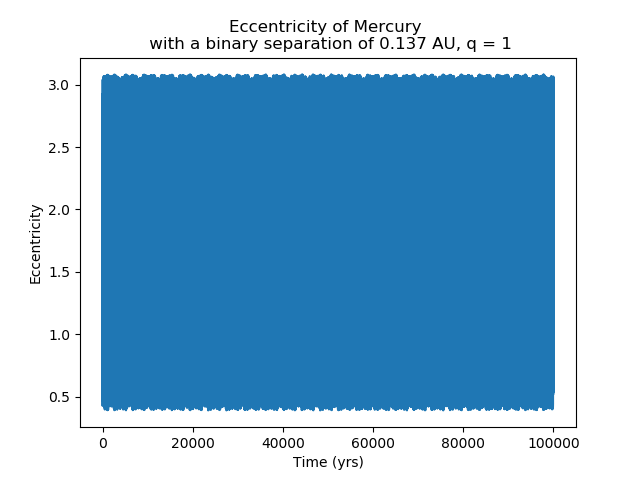 Eccentricity of Mercury
with a binary separation of 0.137 AU, q = 1
3.0
2.5
2.0
1.5
1.0
0.5
Eccentricity
0 20000 40000 60000 80000 100000
Time (yrs)